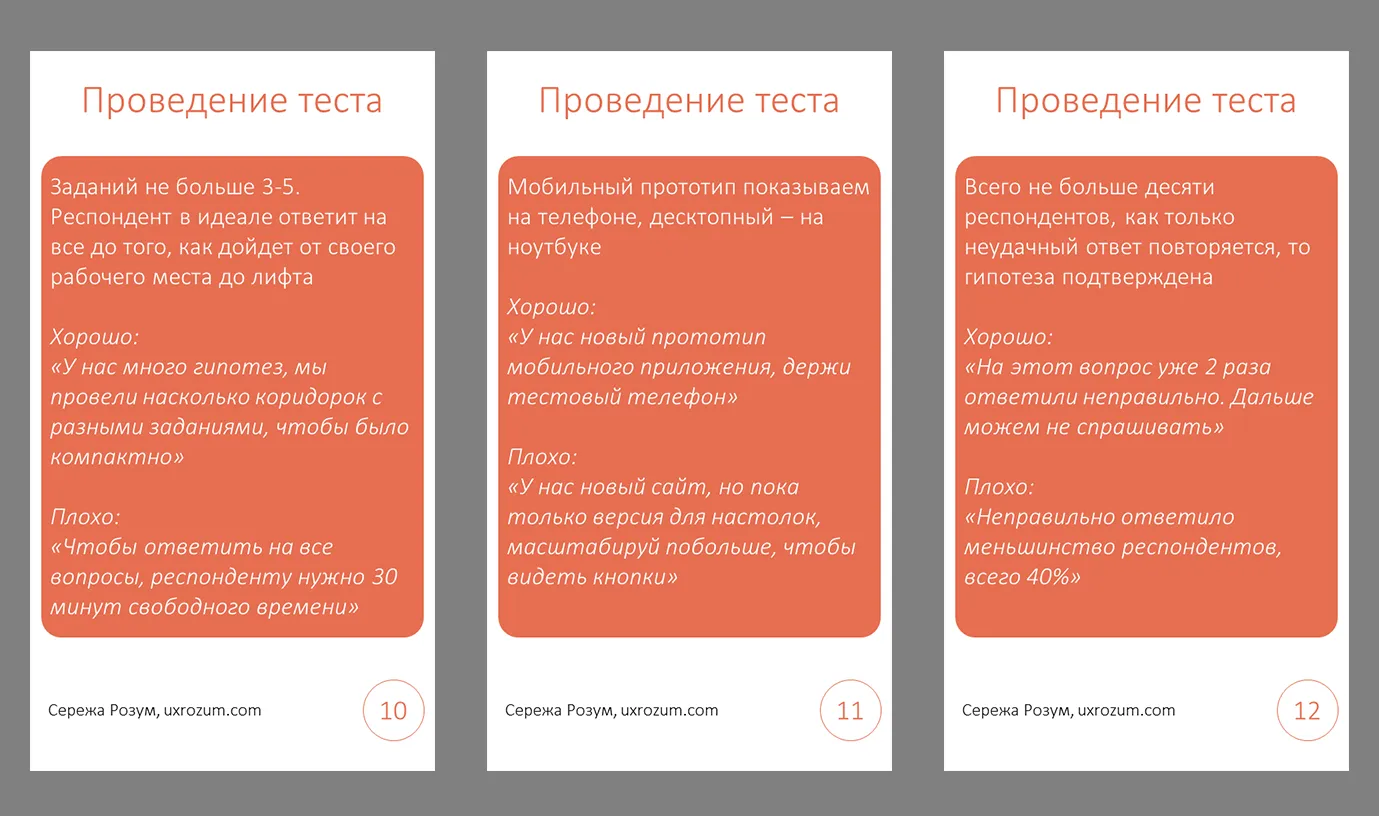 Проведение теста
Заданий не больше 3-5.
Респондент в идеале ответит на
все до того, как дойдет от своего
рабочего места до лифта
Хорошо:
«У нас много гипотез, мы
провели насколько коридорок с
разными заданиями, чтобы было
компактно»
Плохо:
«Чтобы ответить на все
вопросы, респонденту нужно 30
минут свободного времени»
Сережа Розум, uxrozum.com
10
Проведение теста
Мобильный прототип показываем
на телефоне, десктопный – на
ноутбуке
Хорошо:
«У нас новый прототип
мобильного приложения, держи
тестовый телефон»
Плохо:
«У нас новый сайт, но пока
только версия для настолок,
масштабируй побольше, чтобы
видеть кнопки»
Сережа Розум, uxrozum.com
11
Проведение теста
Всего не больше десяти
респондентов, как только
неудачный ответ повторяется, то
гипотеза подтверждена
Хорошо:
«На этот вопрос уже 2 раза
ответили неправильно. Дальше
можем не спрашивать»
Плохо:
«Неправильно ответило
меньшинство респондентов,
всего 40%»
Сережа Розум, uxrozum.com
12